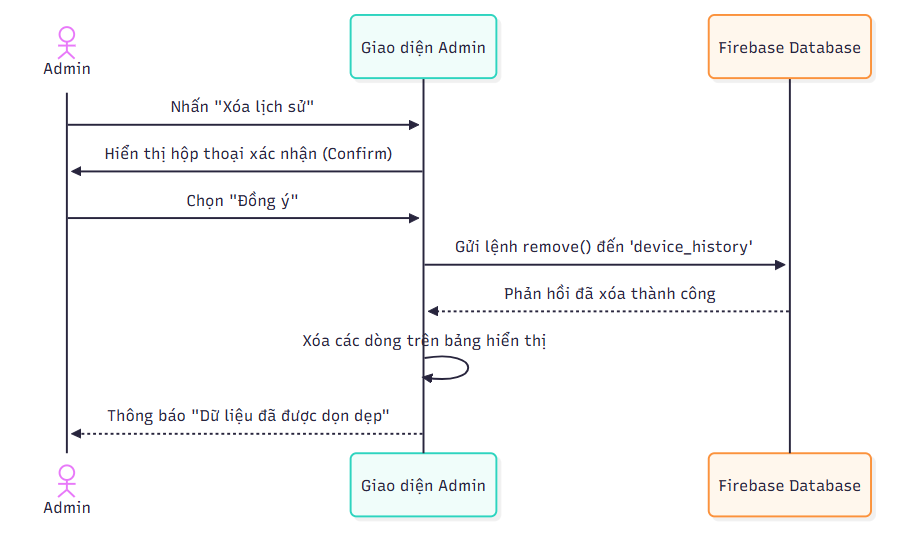 Admin
Giao diện Admin
Firebase Database
Nhấn "Xóa lịch sử"
Hiển thị hộp thoại xác nhận (Confirm)
Chọn "Đồng ý"
Gửi lệnh remove() đến 'device_history'
Phản hồi đã xóa thành công
Xóa các dòng trên bảng hiển thị
Thông báo "Dữ liệu đã được dọn dẹp"
Admin
Giao diện Admin
Firebase Database